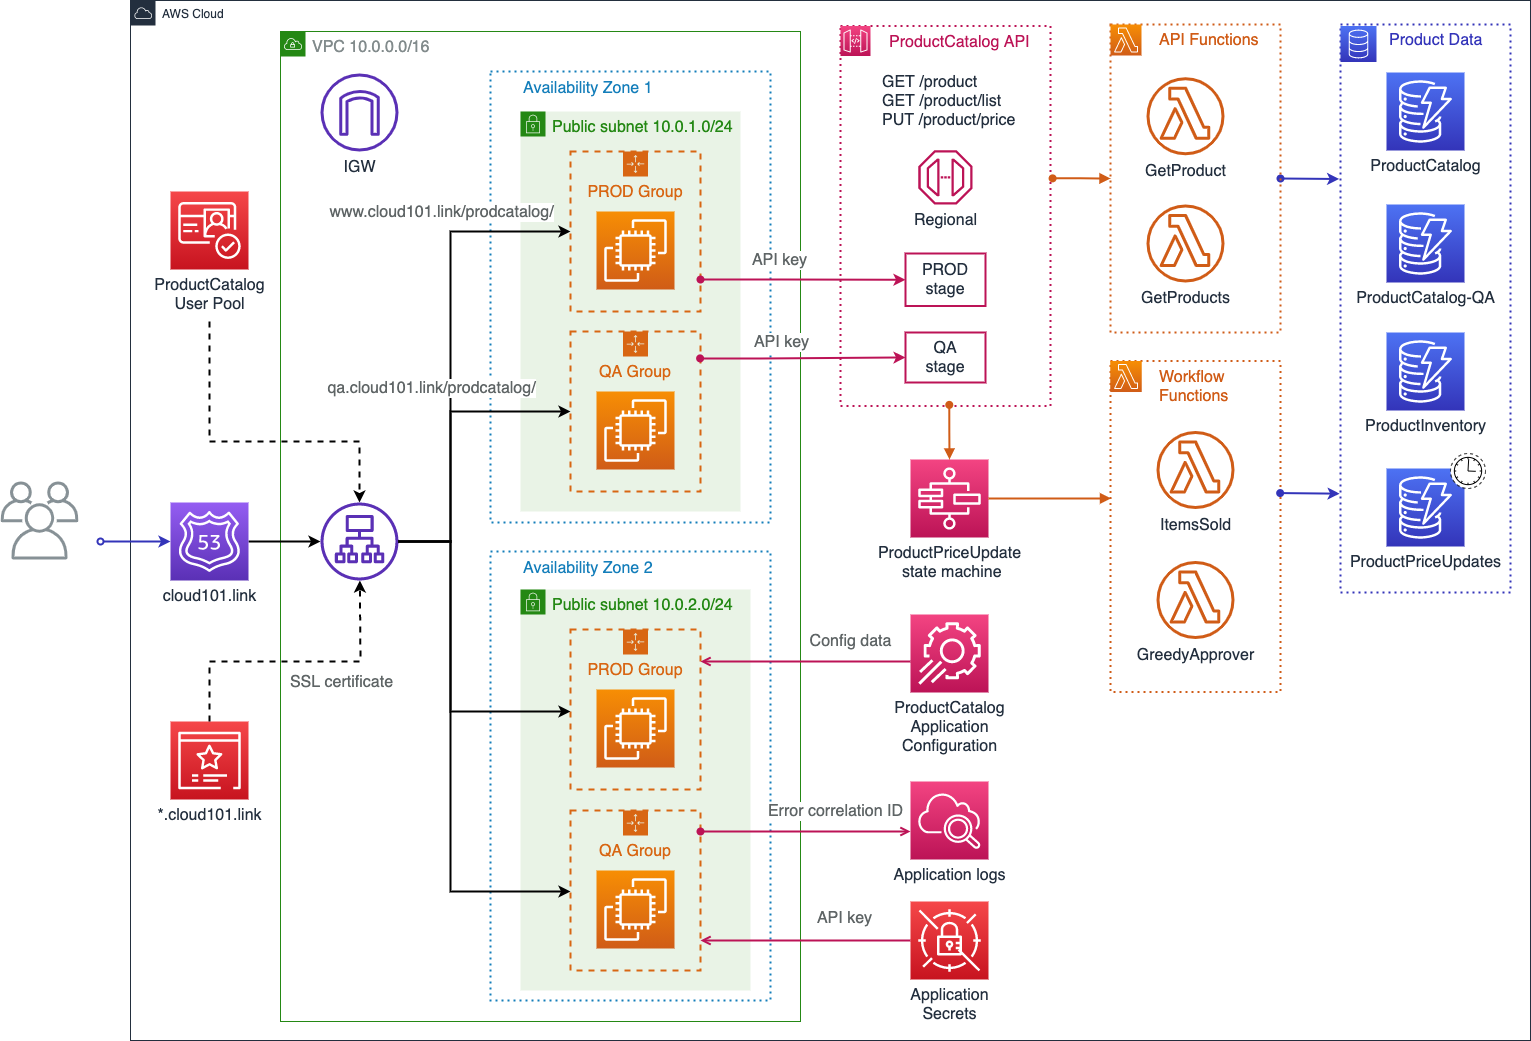 AWS Cloud
VPC 10.0.0.0/16
IGW
ProductCatalog
User Pool
53
cloud101.link
SSL certificate
*.cloud101.link
www.cloud101.link/prodcatalog/
qa.cloud101.link/prodcatalog/
Availability Zone 1
Public subnet 10.0.1.0/24
PROD Group
QA Group
Availability Zone 2
Public subnet 10.0.2.0/24
PROD Group
QA Group
API key
API key
Config data
Error correlation ID
API key
ProductCatalog API
GET /product
GET /product/list
PUT /product/price
Regional
PROD
stage
QA
stage
ProductPriceUpdate
state machine
ProductCatalog
Application
Configuration
Application logs
Application
Secrets
API Functions
GetProduct
GetProducts
Workflow
Functions
ItemsSold
GreedyApprover
Product Data
ProductCatalog
ProductCatalog-QA
ProductInventory
ProductPriceUpdates